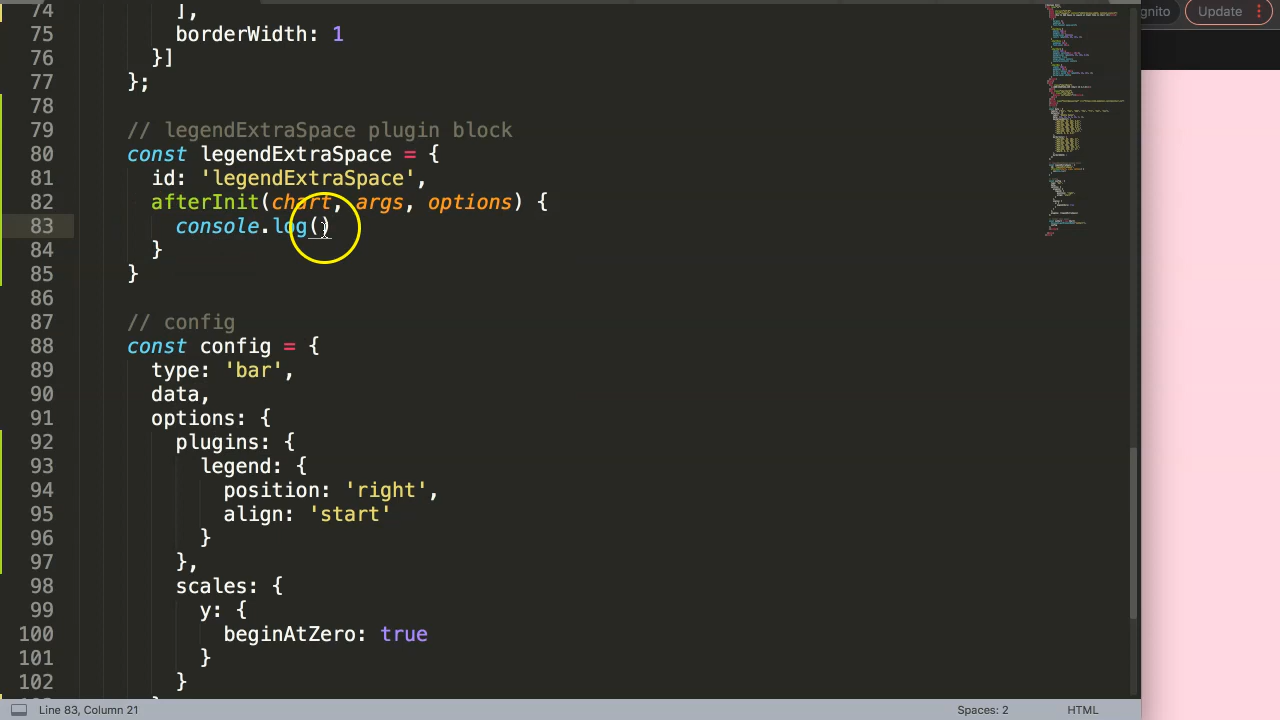 74 ],
75 borderWidth: 1
76 }]
77 };
78
79 // legendExtraSpace plugin block
80 const legendExtraSpace = {
81 id: 'legendExtraSpace',
82 afterInit(chart, args, options) {
83 console.log()
84 }
85 }
86
87 // config
88 const config = {
89 type: 'bar',
90 data,
91 options: {
92 plugins: {
93 legend: {
94 position: 'right',
95 align: 'start'
96 }
97 },
98 scales: {
99 y: {
100 beginAtZero: true
101 }
102 }
Line 83, Column 21
Spaces: 2
HTML
Update